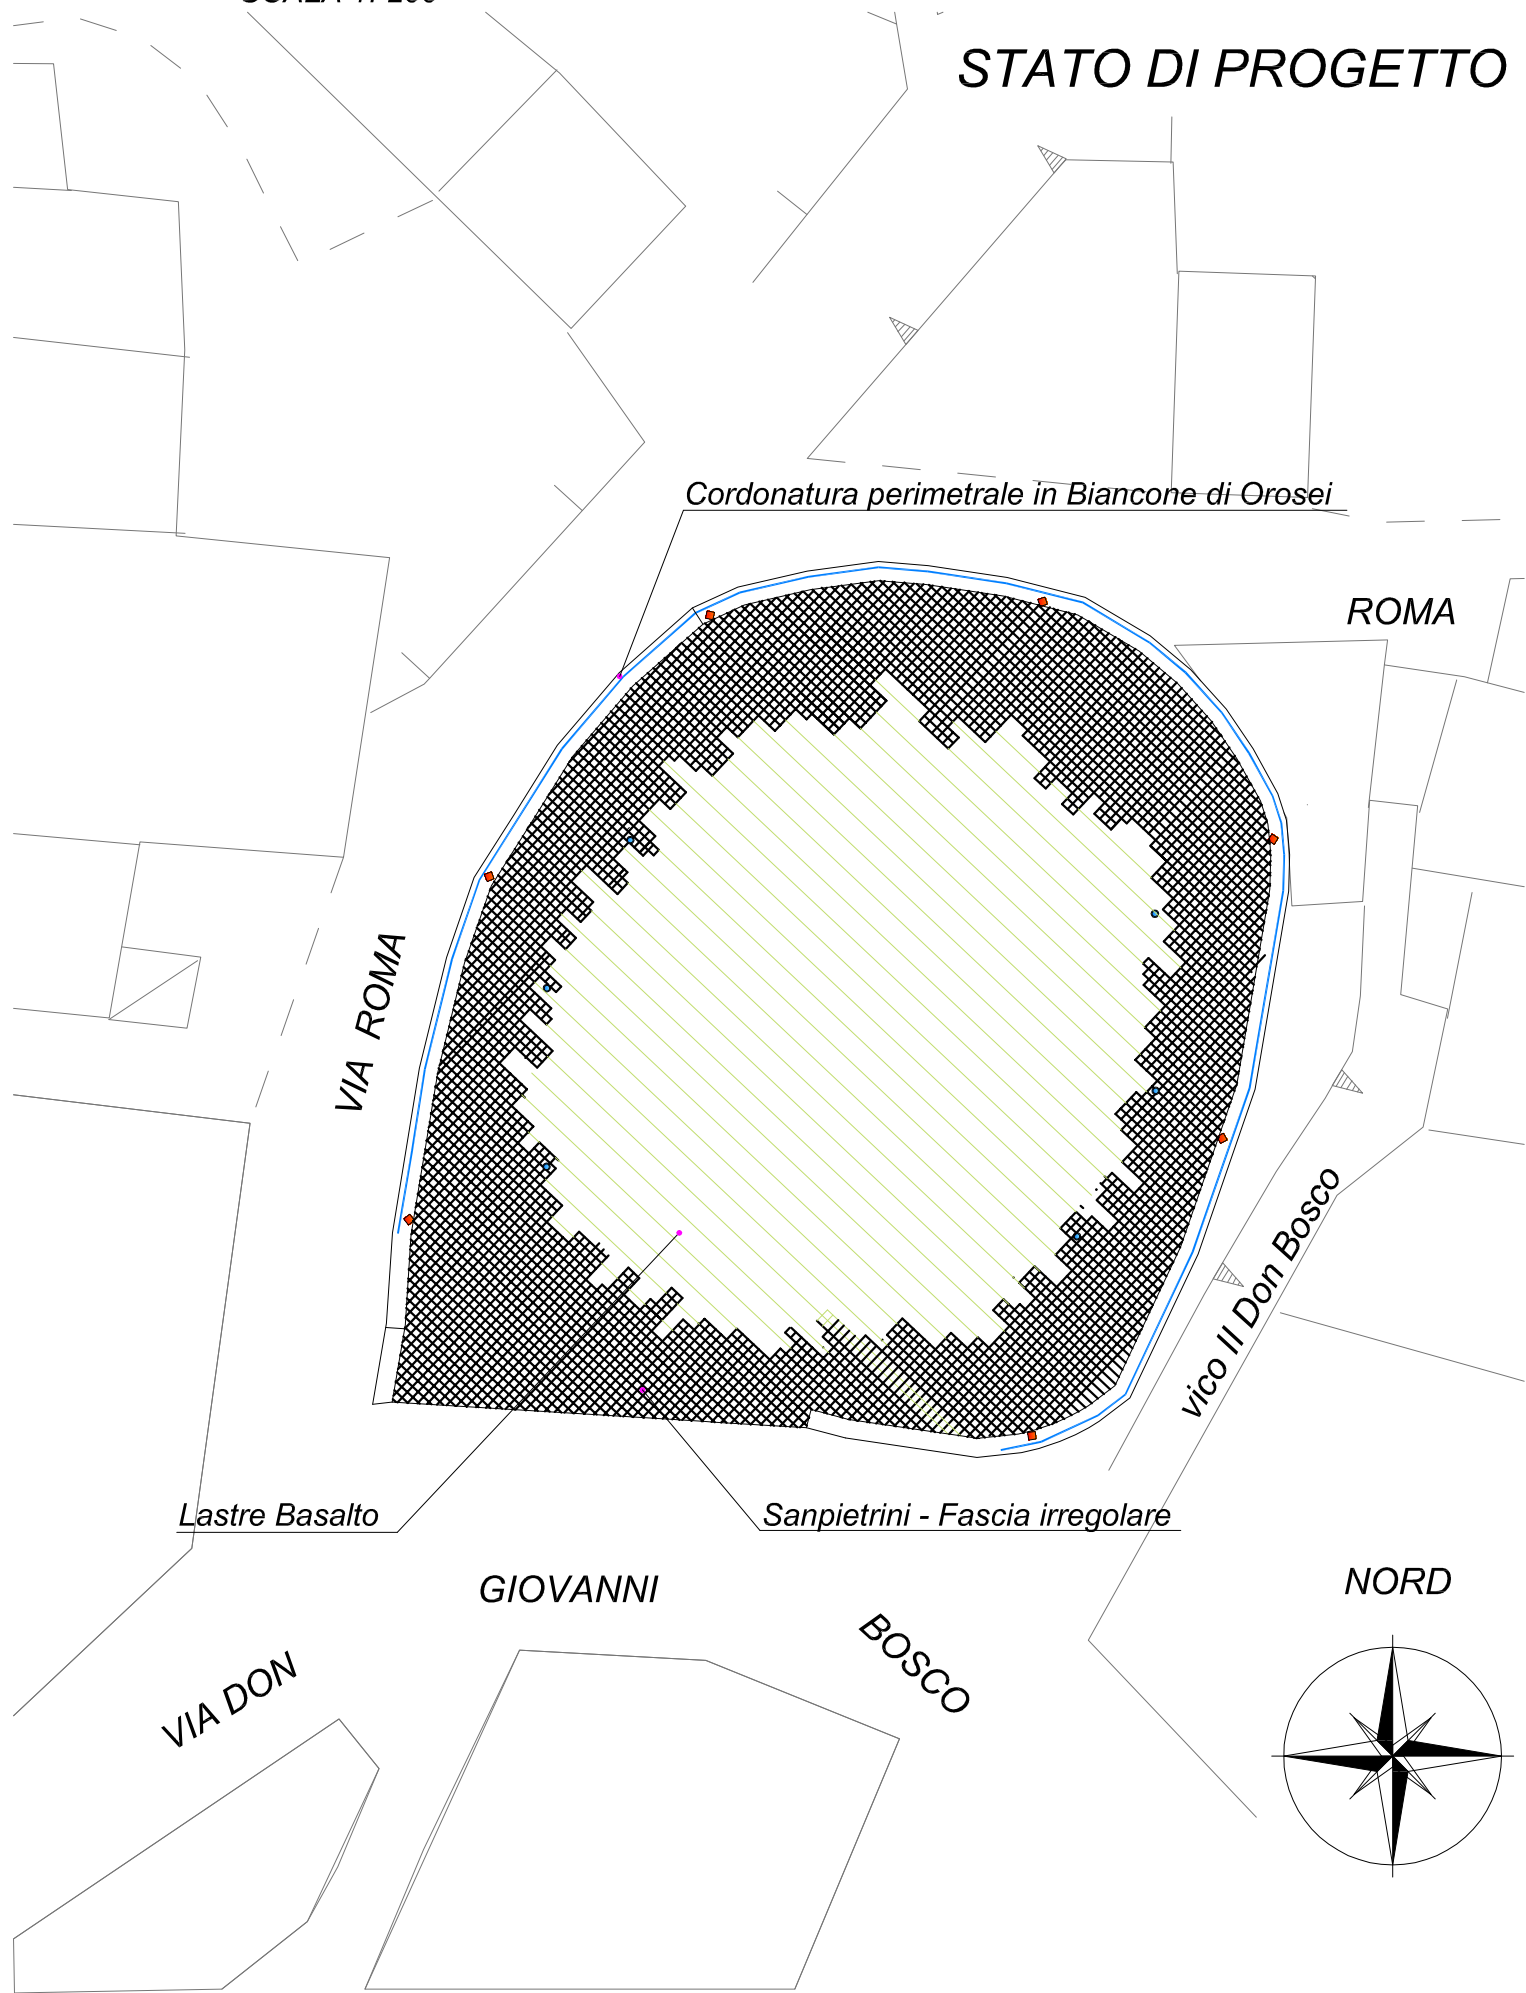 STATO DI PROGETTO
Cordonatura perimetrale in Biancone di Orosei
ROMA
VIA ROMA
vico II Don Bosco
Lastre Basalto
Sanpietrini - Fascia irregolare
GIOVANNI
NORD
BOSCO
VIA DON